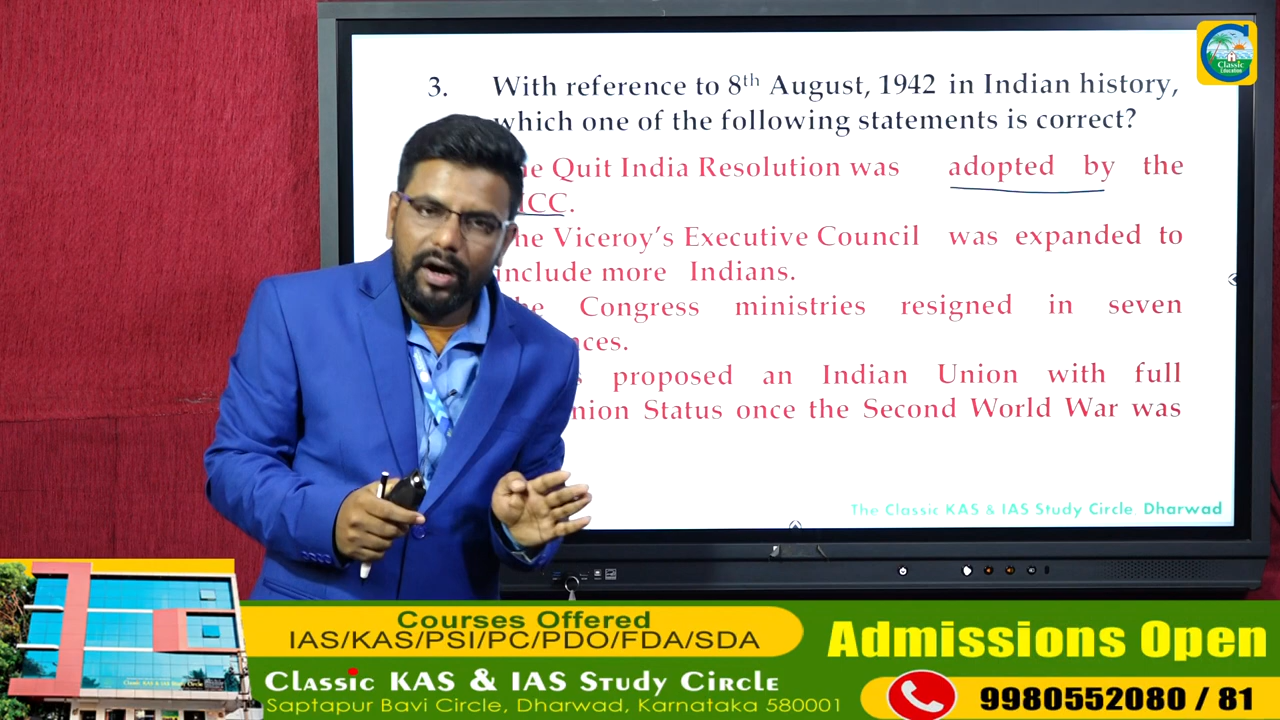 Classic
Education
3. With reference to 8th August, 1942 in Indian history,
which one of the following statements is correct?
Quit India Resolution was adopted by the
Viceroy's Executive Council was expanded to
include more Indians.
Congress ministries resigned in seven
proposed an Indian Union with full
Status once the Second World War was
The Classic KAS & IAS Study Circle, Dharwad
Courses Offered
IAS/KAS/PSI/PC/PDO/FDA/SDA
Classic KAS & IAS Study Circle
Saptapur Bavi Circle, Dharwad, Karnataka 580001
Admissions Open
9980552080 / 81